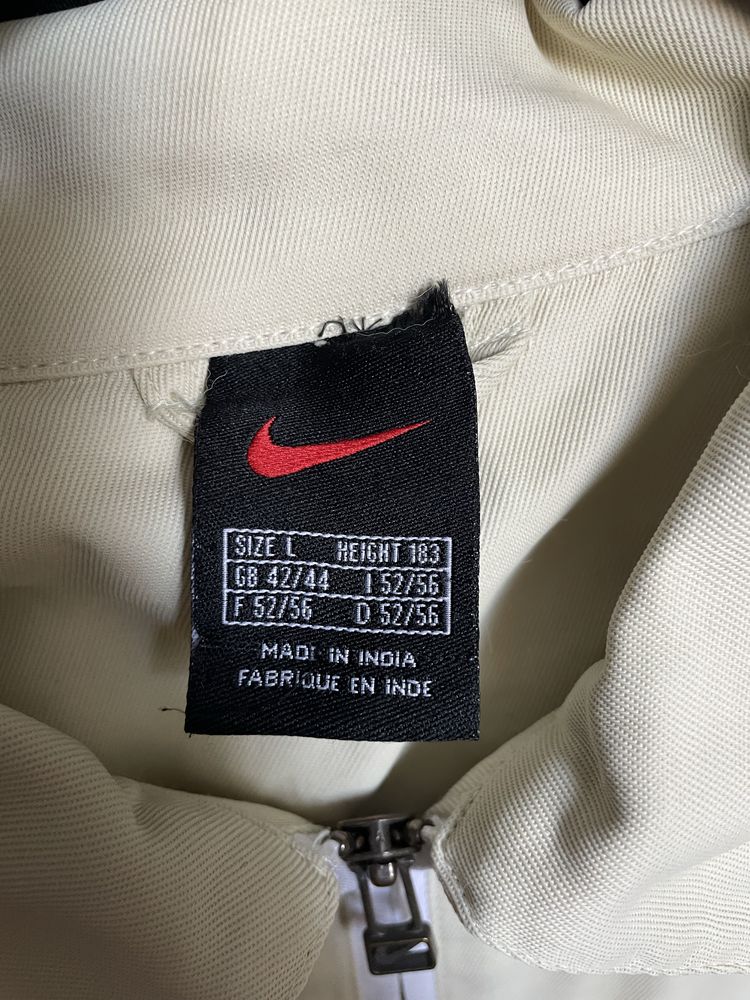 SIZE L HEIGHT 183
GB 42/44 I 52/56
F 52/56 D 52/56
MADE IN INDIA
FABRIQUE EN INDE